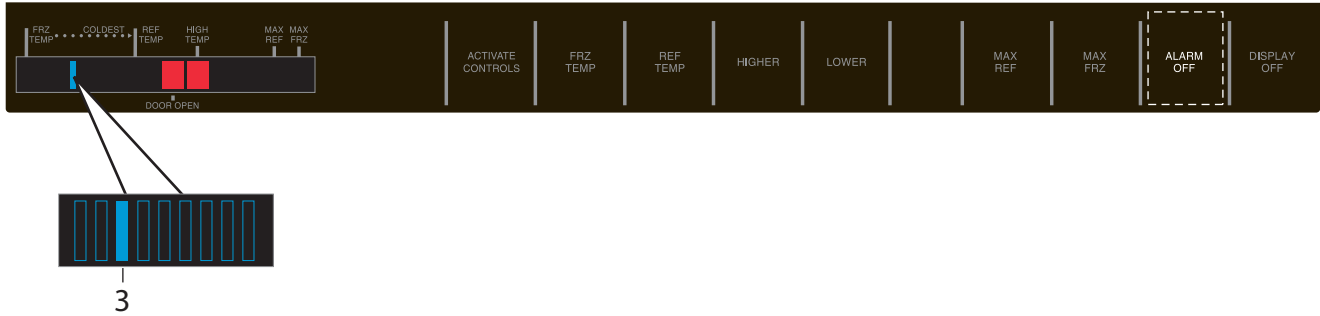 FRZ TEMP COLDEST REF TEMP HIGH TEMP MAX REF MAX FRZ
DOOR OPEN
ACTIVATE CONTROLS
FRZ TEMP
REF TEMP
HIGHER
LOWER
MAX REF
MAX FRZ
ALARM OFF
DISPLAY OFF
3